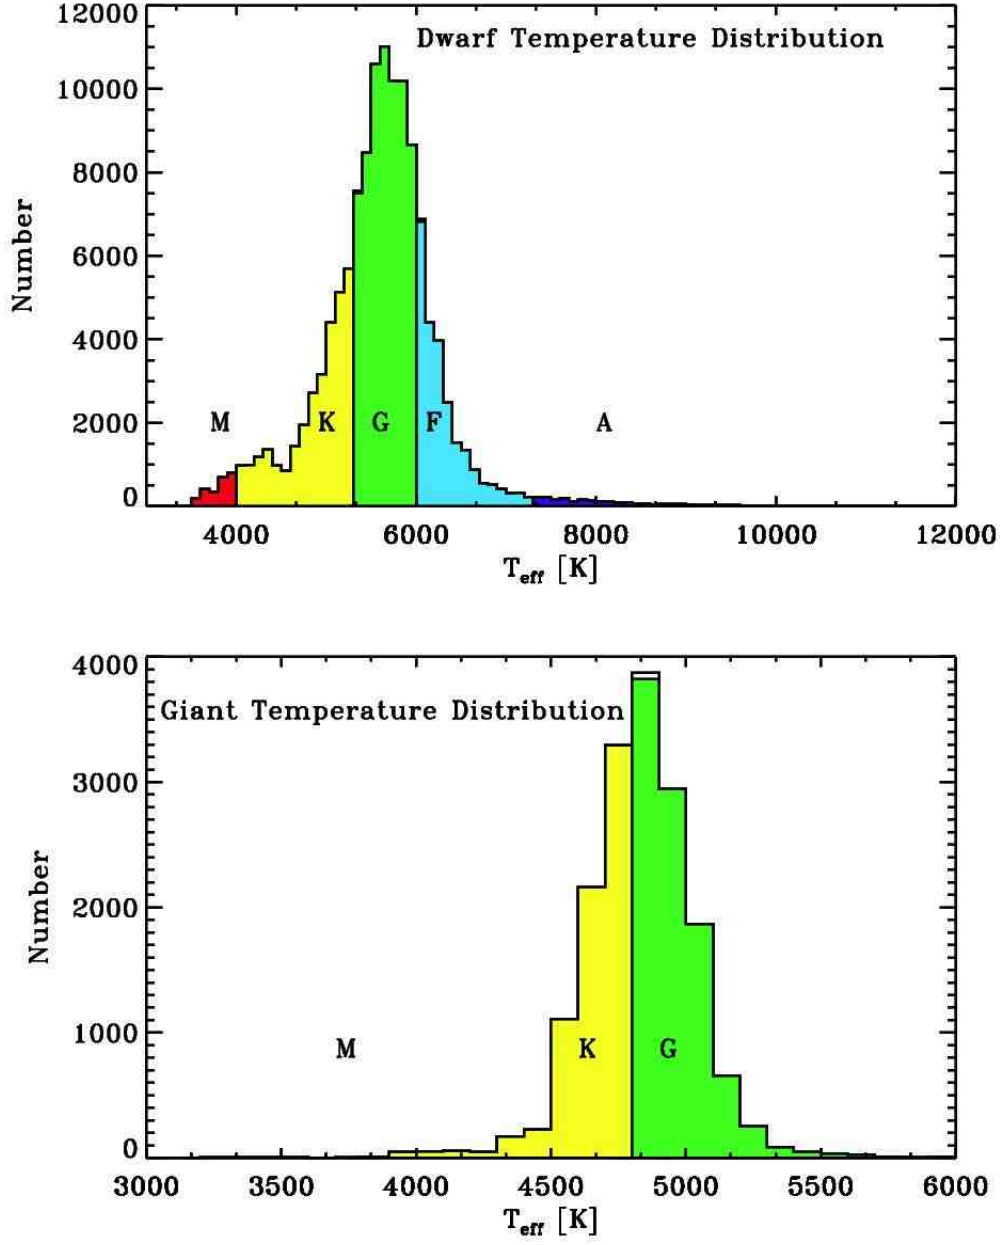 12000
Dwarf Temperature Distribution
10000
8000
Number
6000
4000
2000
M K G F A
0
4000 6000 8000 10000 12000
Teff [K]
4000
Giant Temperature Distribution
3000
Number
2000
1000
M K G
0
3000 3500 4000 4500 5000 5500 6000
Teff [K]